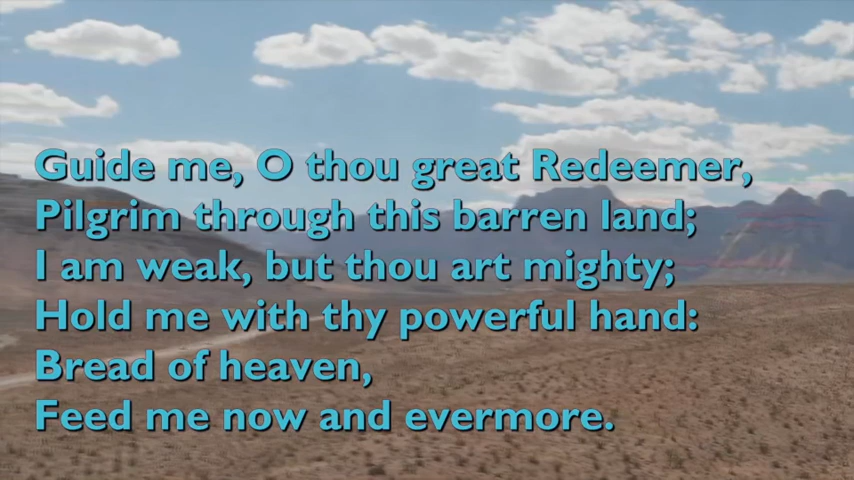 Guide me, O thou great Redeemer,
Pilgrim through this barren land;
I am weak, but thou art mighty;
Hold me with thy powerful hand:
Bread of heaven,
Feed me now and evermore.